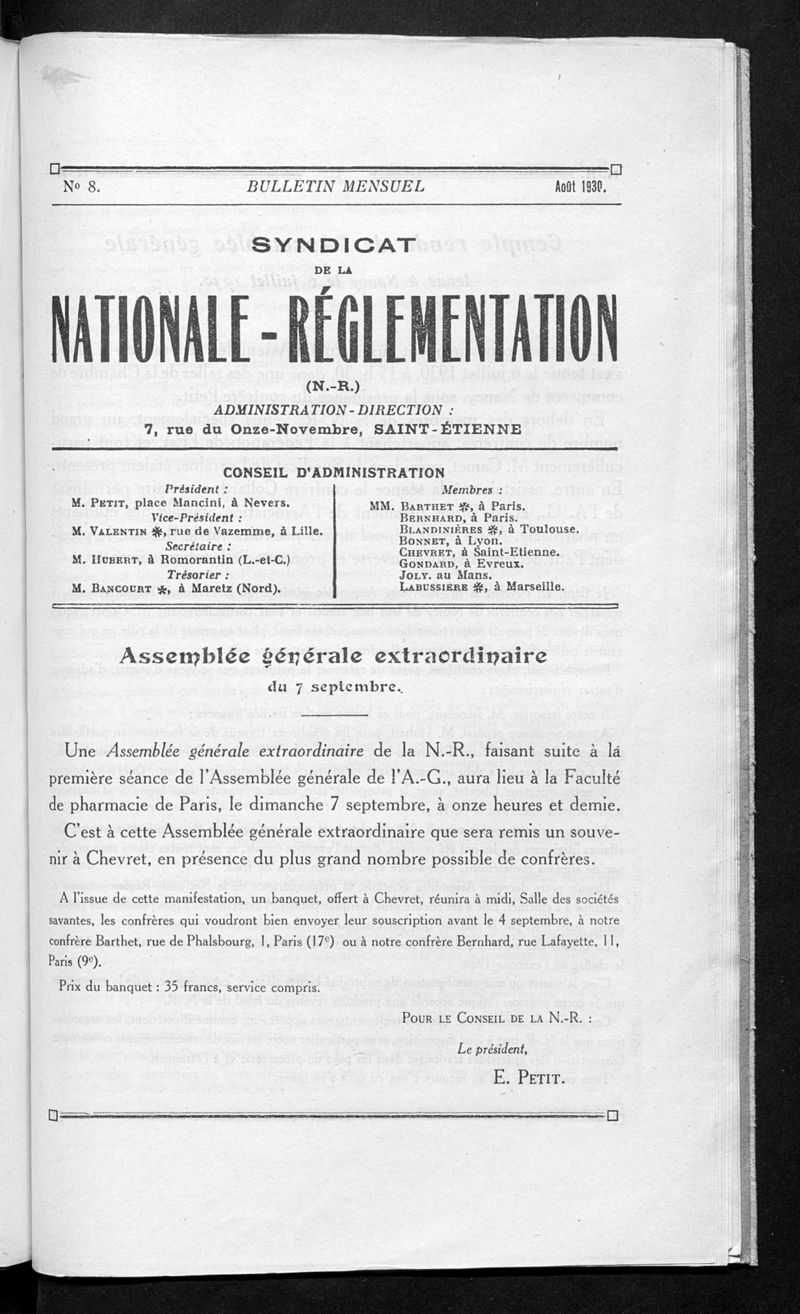 Nº 8. BULLETIN MENSUEL Août 1930.
SYNDICAT
DE LA
NATIONALE-RÉGLEMENTATION
(N.-R.)
ADMINISTRATION-DIRECTION :
7, rue du Onze-Novembre, SAINT-ÉTIENNE
CONSEIL D'ADMINISTRATION
Président :
M. PETIT, place Mancini, à Nevers.
Vice-Président :
M. VALENTIN ✻, rue de Vazemme, à Lille.
Secrétaire :
M. HUBERT, à Romorantin (L.-et-C.)
Trésorier :
M. BANCOURT ✻, à Maretz (Nord).
Membres :
MM. BARTHET ✻, à Paris.
BERNHARD, à Paris.
BLANDINIÈRES ✻, à Toulouse.
BONNET, à Lyon.
CHEVRET, à Saint-Etienne.
GONDARD, à Evreux.
JOLY. au Mans.
LABUSSIÈRE ✻, à Marseille.
Assemblée générale extraordinaire
du 7 septembre.
Une Assemblée générale extraordinaire de la N.-R., faisant suite à la
première séance de l'Assemblée générale de l'A.-G., aura lieu à la Faculté
de pharmacie de Paris, le dimanche 7 septembre, à onze heures et demie.
C'est à cette Assemblée générale extraordinaire que sera remis un souve-
nir à Chevret, en présence du plus grand nombre possible de confrères.
A l'issue de cette manifestation, un banquet, offert à Chevret, réunira à midi, Salle des sociétés
savantes, les confrères qui voudront bien envoyer leur souscription avant le 4 septembre, à notre
confrère Barthet, rue de Phalsbourg, 1, Paris (17e) ou à notre confrère Bernhard, rue Lafayette, 11,
Paris (9e).
Prix du banquet : 35 francs, service compris.
POUR LE CONSEIL DE LA N.-R. :
Le président,
E. PETIT.